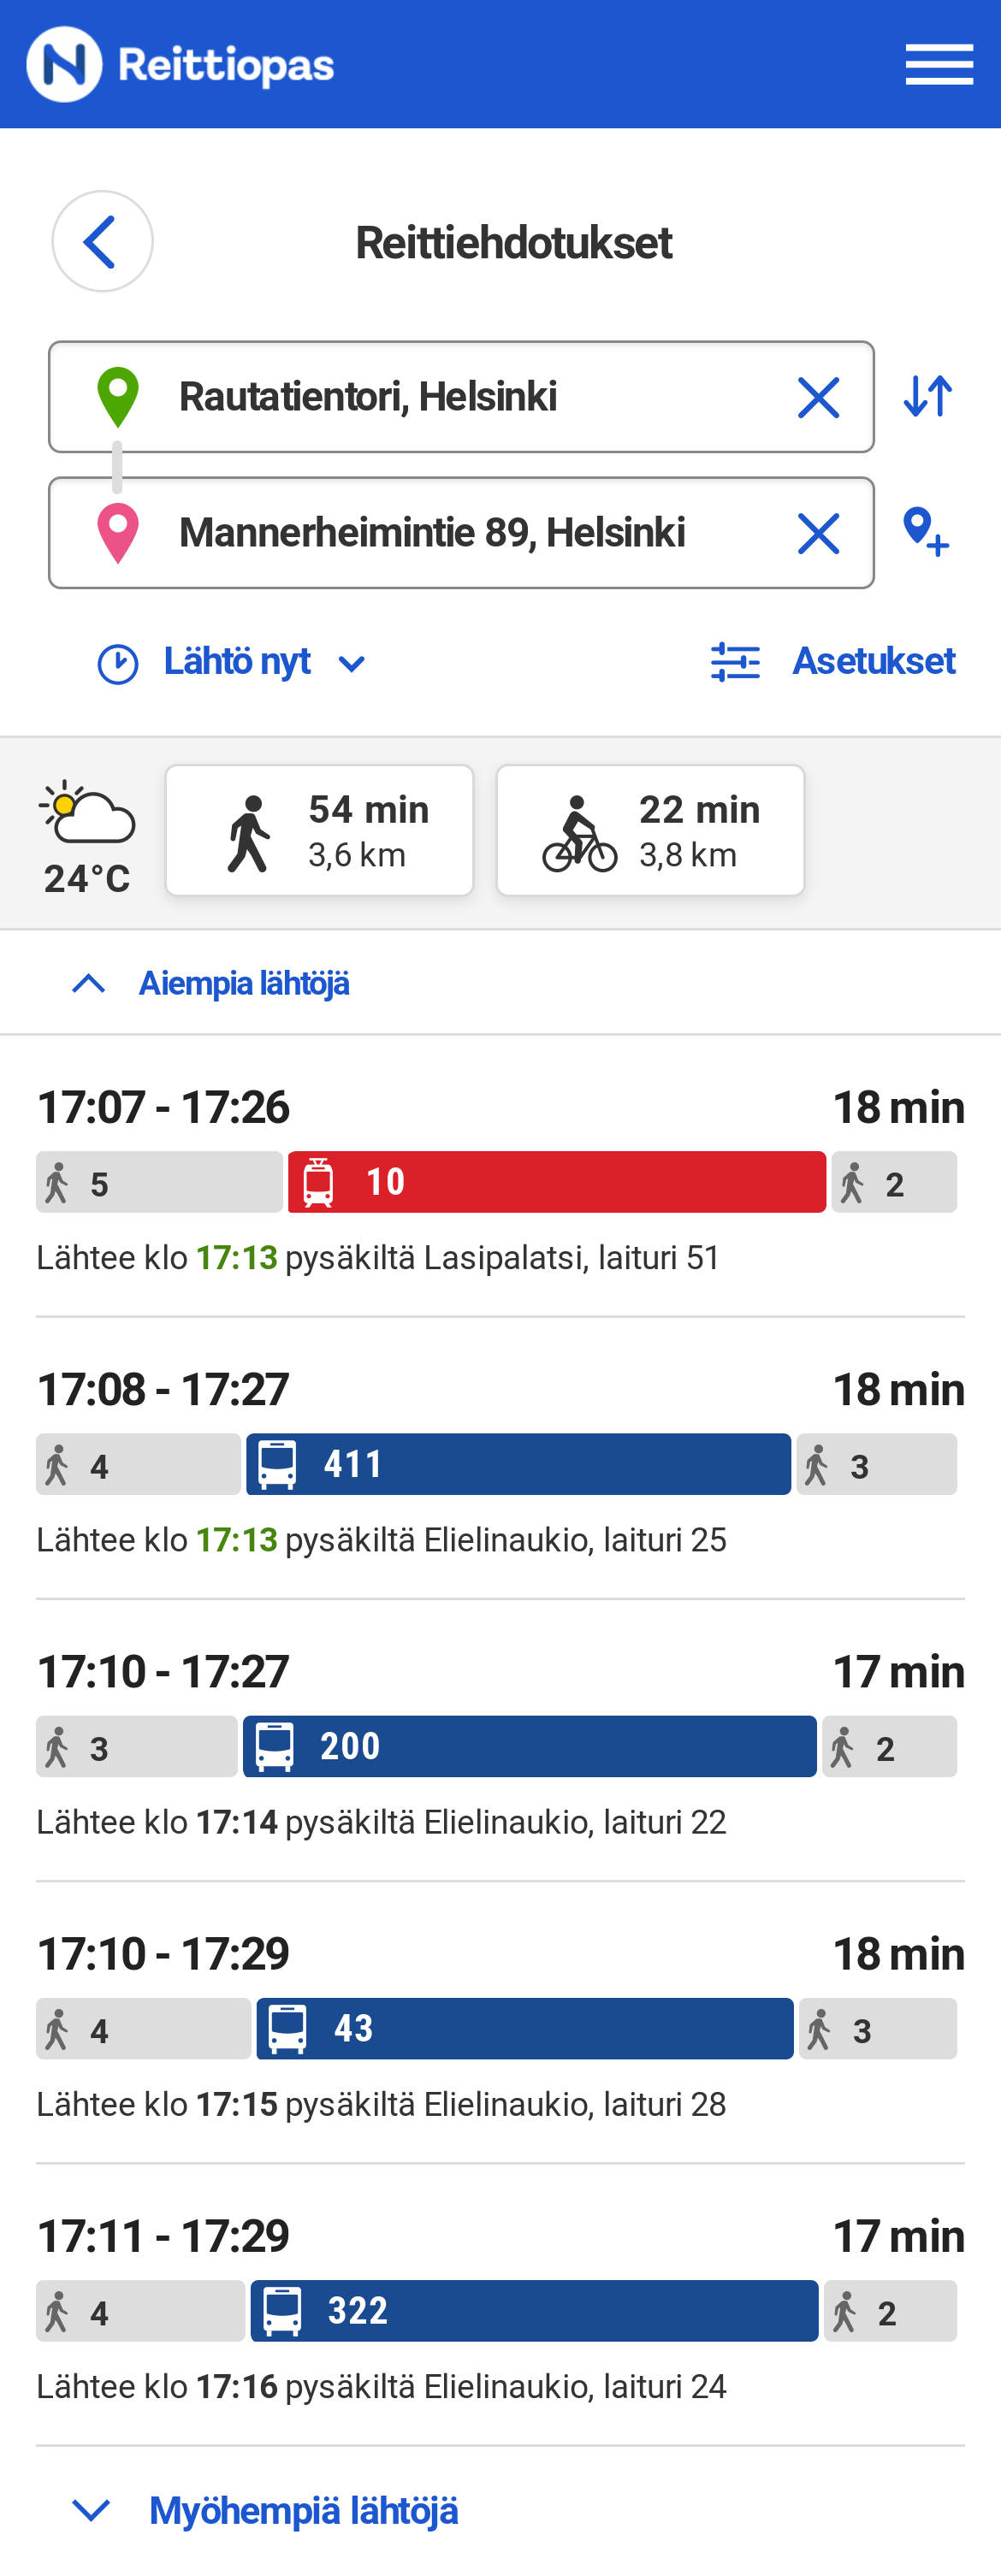 Reittiopas
Reittiehdotukset
Rautatientori, Helsinki
Mannerheimintie 89, Helsinki
Lähtö nyt
Asetukset
54 min
22 min
3,6 km
3,8 km
24°C
Aiempia lähtöjä
17:07 - 17:26 18 min
5 10 2
Lähtee klo 17:13 pysäkiltä Lasipalatsi, laituri 51
17:08 - 17:27 18 min
4 411 3
Lähtee klo 17:13 pysäkiltä Elielinaukio, laituri 25
17:10 - 17:27 17 min
3 200 2
Lähtee klo 17:14 pysäkiltä Elielinaukio, laituri 22
17:10 - 17:29 18 min
4 43 3
Lähtee klo 17:15 pysäkiltä Elielinaukio, laituri 28
17:11 - 17:29 17 min
4 322 2
Lähtee klo 17:16 pysäkiltä Elielinaukio, laituri 24
Myöhempiä lähtöjä